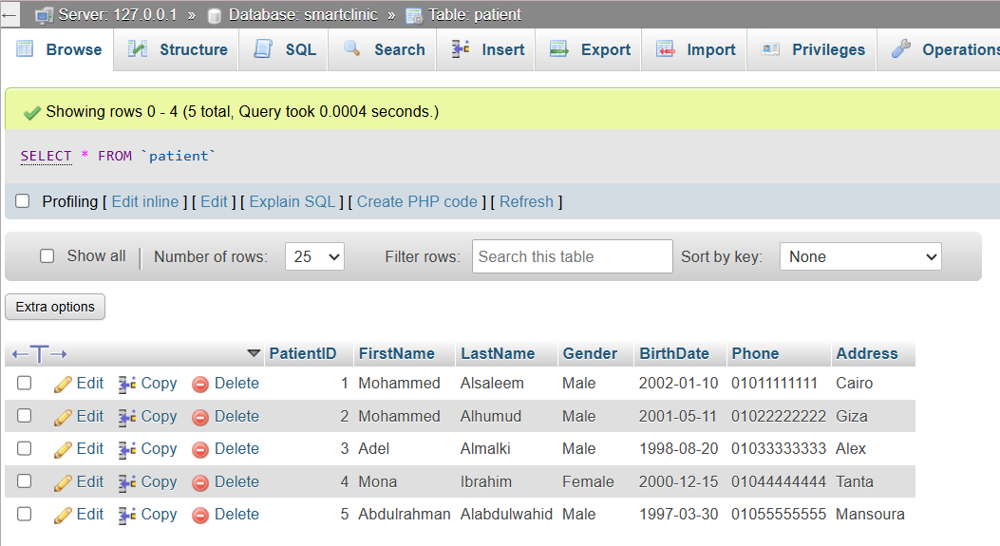 Server: 127.0.0.1 » Database: smartclinic » Table: patient
Browse Structure SQL Search Insert Export Import Privileges Operations
Showing rows 0 - 4 (5 total, Query took 0.0004 seconds.)
SELECT * FROM `patient`
Profiling [ Edit inline ] [ Edit ] [ Explain SQL ] [ Create PHP code ] [ Refresh ]
Show all | Number of rows: 25 Filter rows: Search this table Sort by key: None
Extra options
←T→ PatientID FirstName LastName Gender BirthDate Phone Address
Edit Copy Delete 1 Mohammed Alsaleem Male 2002-01-10 01011111111 Cairo
Edit Copy Delete 2 Mohammed Alhumud Male 2001-05-11 01022222222 Giza
Edit Copy Delete 3 Adel Almalki Male 1998-08-20 01033333333 Alex
Edit Copy Delete 4 Mona Ibrahim Female 2000-12-15 01044444444 Tanta
Edit Copy Delete 5 Abdulrahman Alabdulwahid Male 1997-03-30 01055555555 Mansoura